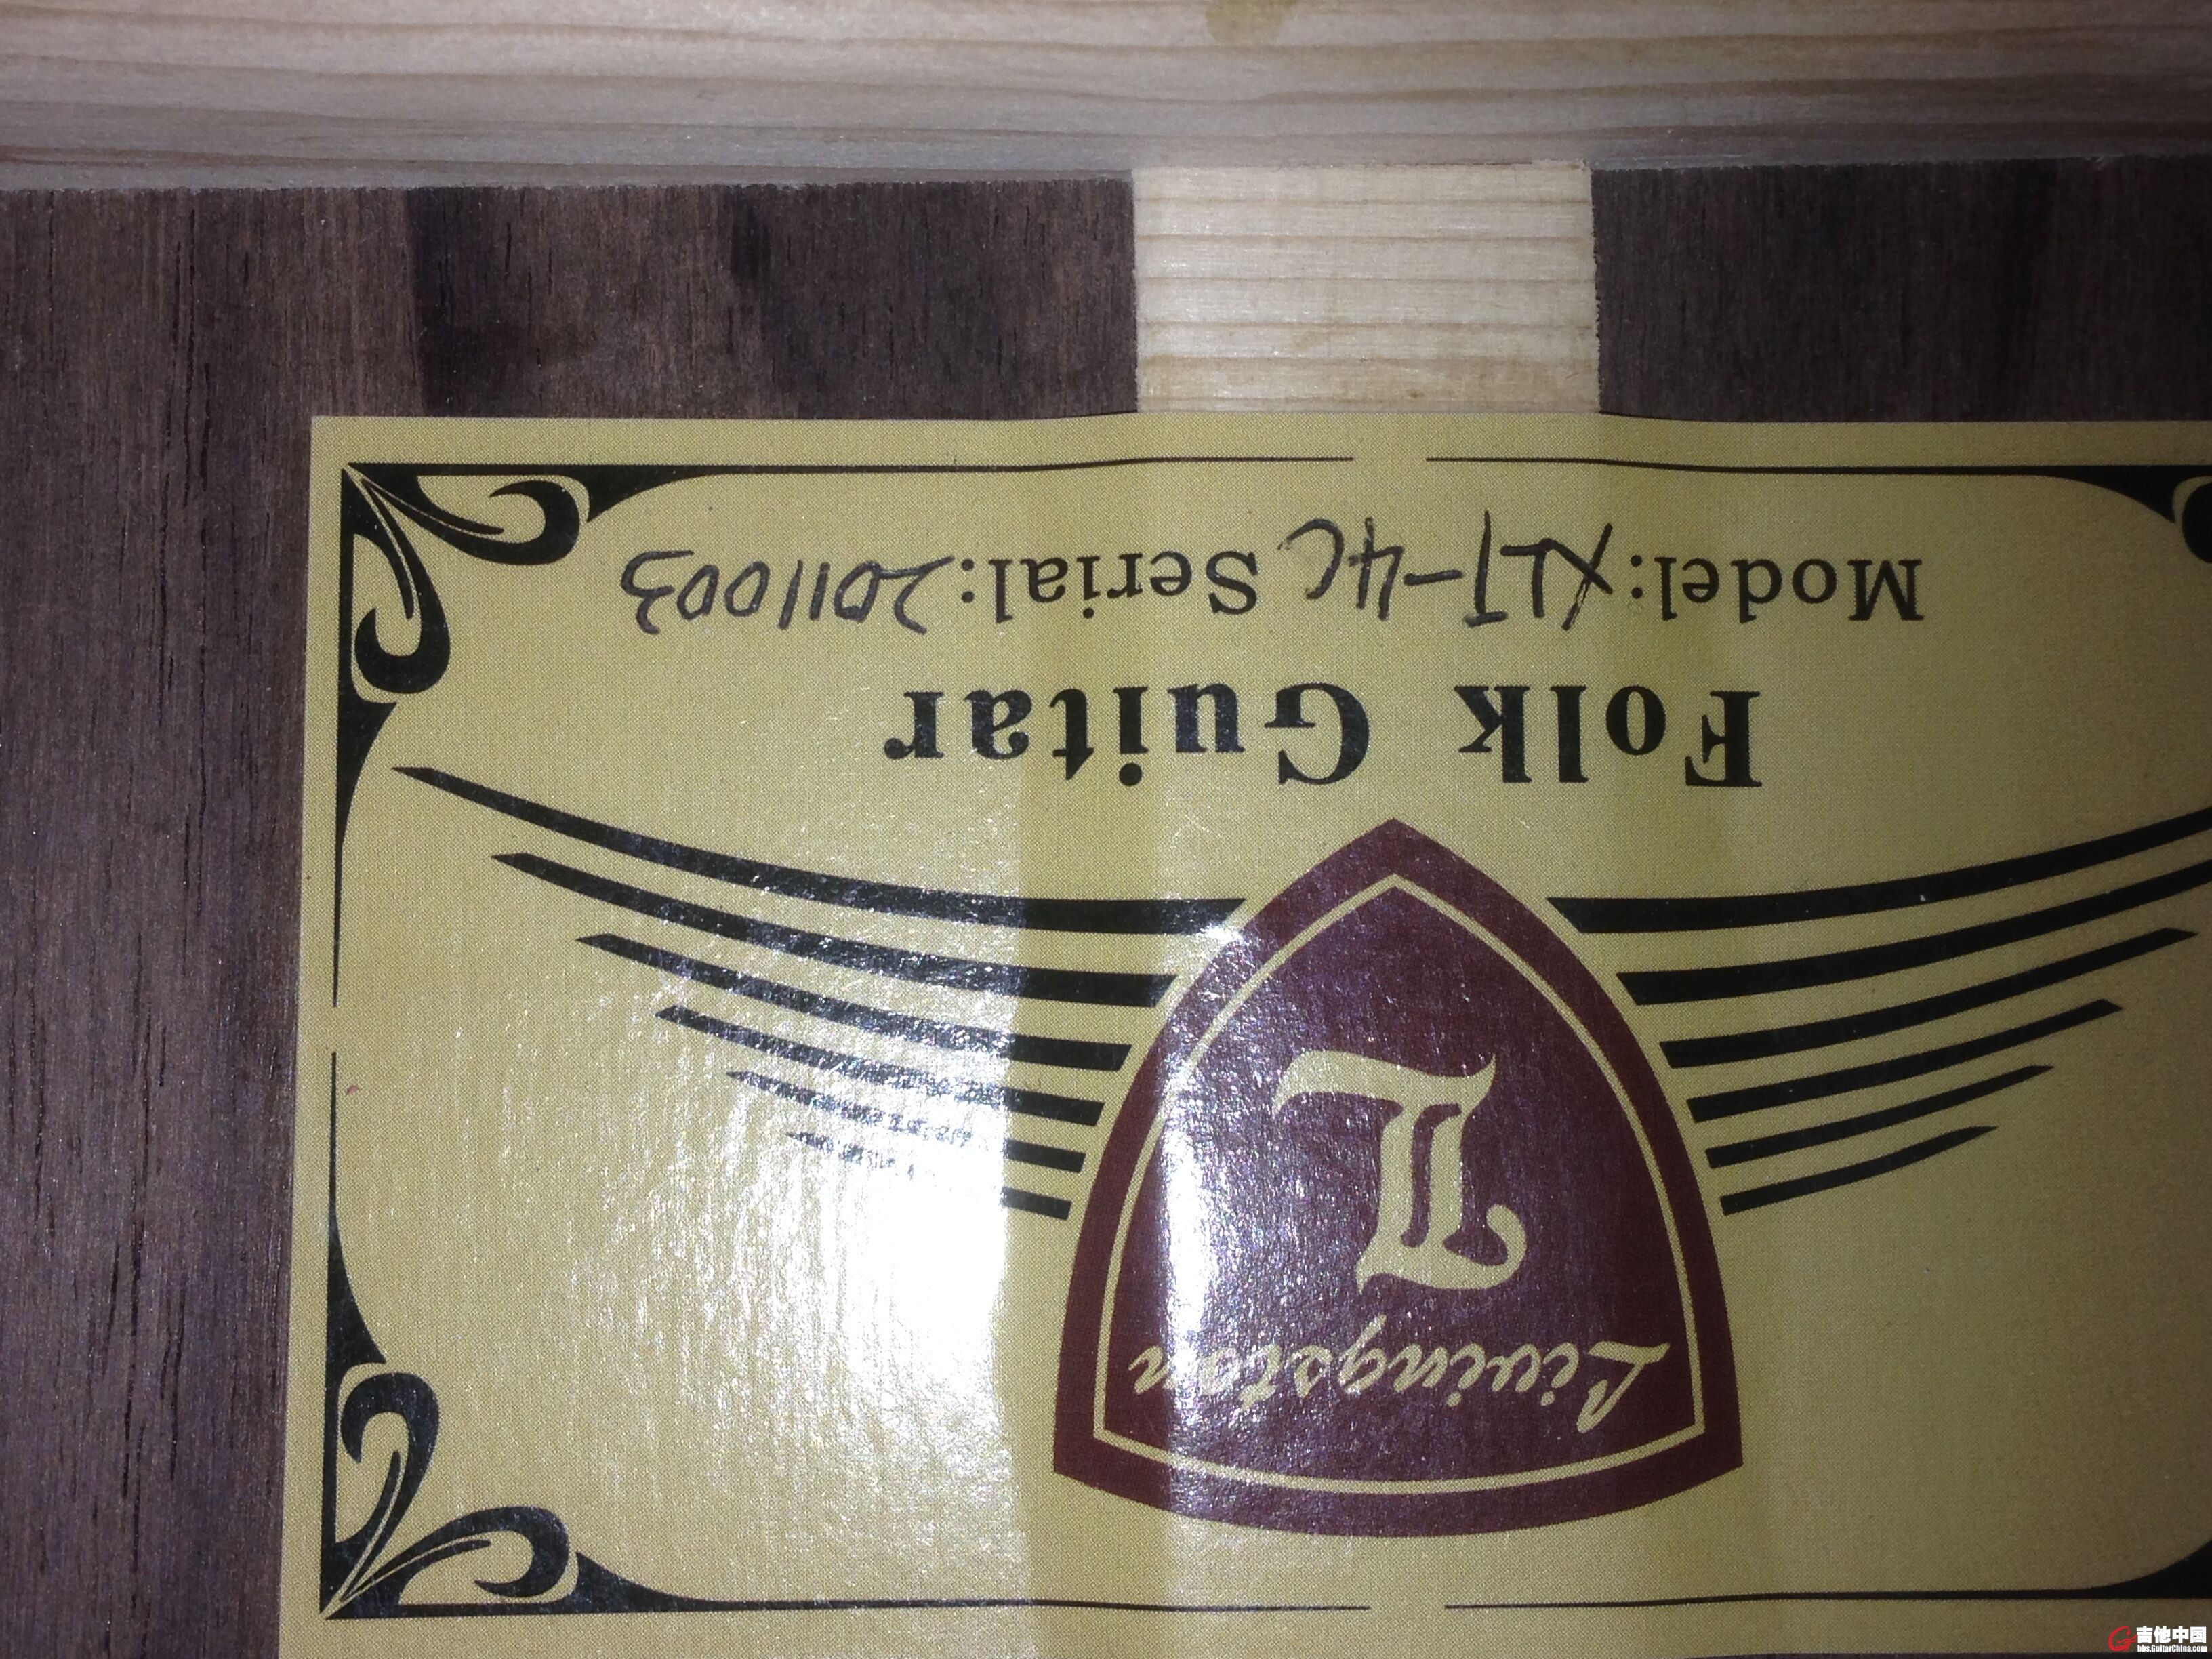 Livingston
L
Folk Guitar
Model: XLT-4C Serial: 2011003
吉他中国
bbs.GuitarChina.com